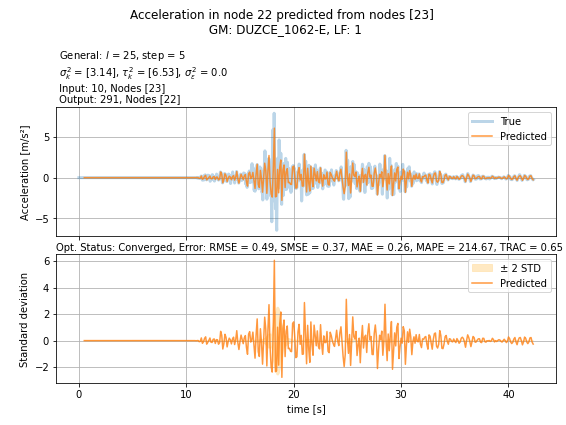 Acceleration in node 22 predicted from nodes [23]
GM: DUZCE_1062-E, LF: 1
General: l = 25, step = 5
σ²ₖ = [3.14], τ²ₖ = [6.53], σ²ε = 0.0
Input: 10, Nodes [23]
Output: 291, Nodes [22]
Acceleration [m/s²]
5
0
−5
True
Predicted
Opt. Status: Converged, Error: RMSE = 0.49, SMSE = 0.37, MAE = 0.26, MAPE = 214.67, TRAC = 0.65
Standard deviation
6
4
2
0
−2
± 2 STD
Predicted
0
10
20
30
40
time [s]